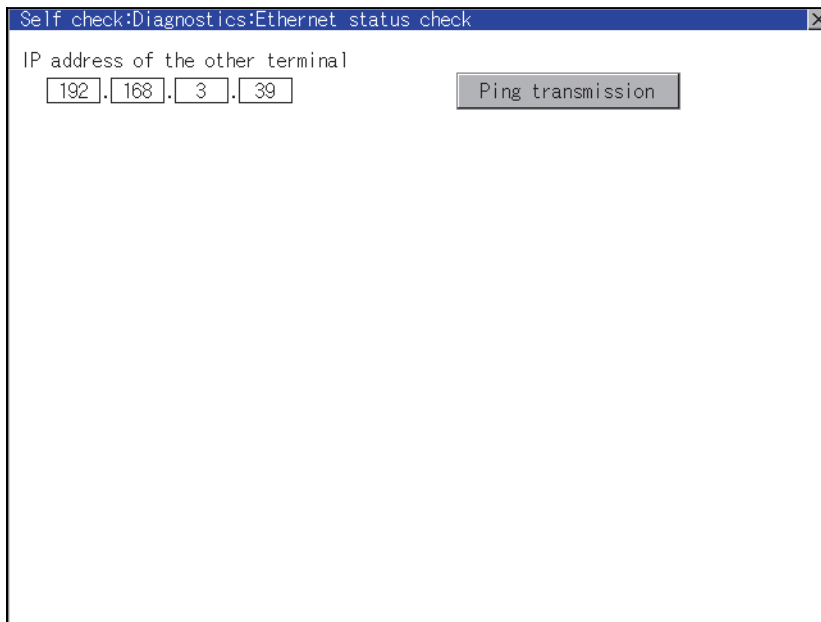 Self check:Diagnostics:Ethernet status check
IP address of the other terminal
192.168.3.39 Ping transmission